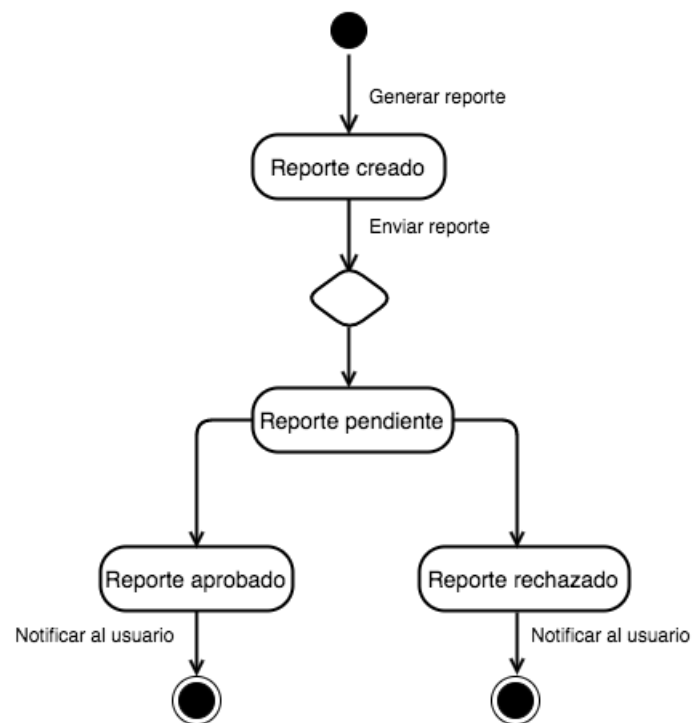 Generar reporte
Reporte creado
Enviar reporte
Reporte pendiente
Reporte aprobado
Reporte rechazado
Notificar al usuario
Notificar al usuario